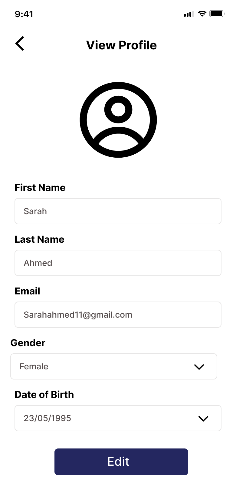 9:41
View Profile
First Name
Sarah
Last Name
Ahmed
Email
Sarahahmed11@gmail.com
Gender
Female
Date of Birth
23/05/1995
Edit